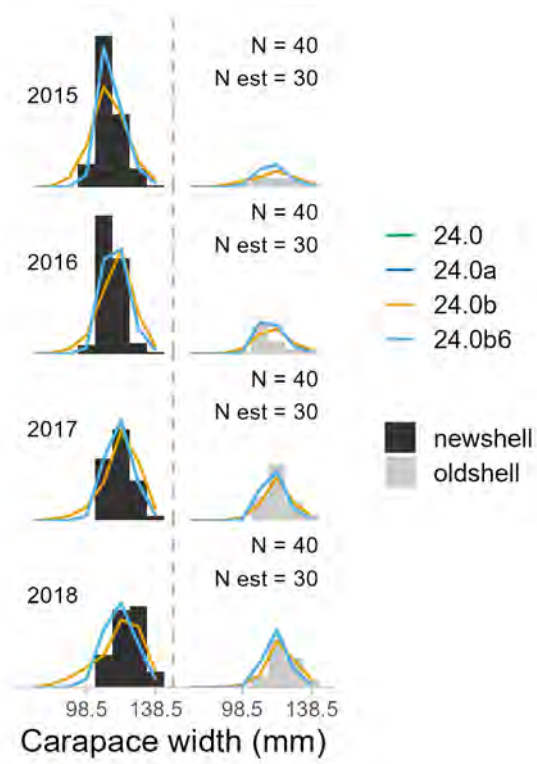 N = 40
N est = 30
2015
N = 40
N est = 30
2016
24.0
24.0a
24.0b
24.0b6
N = 40
N est = 30
2017
newshell
oldshell
N = 40
N est = 30
2018
98.5 138.5 98.5 138.5
Carapace width (mm)